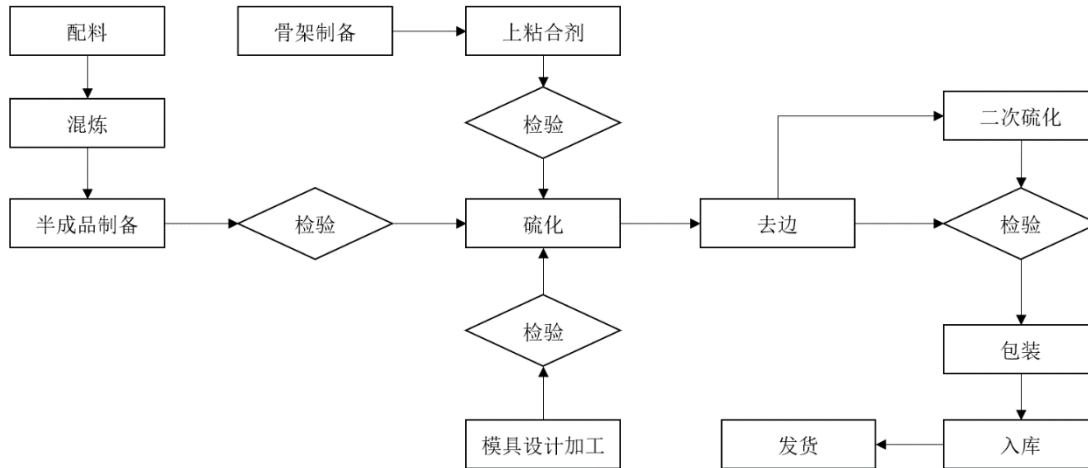 配料
骨架制备
上粘合剂
混炼
检验
二次硫化
半成品制备
检验
硫化
去边
检验
检验
包装
模具设计加工
发货
入库